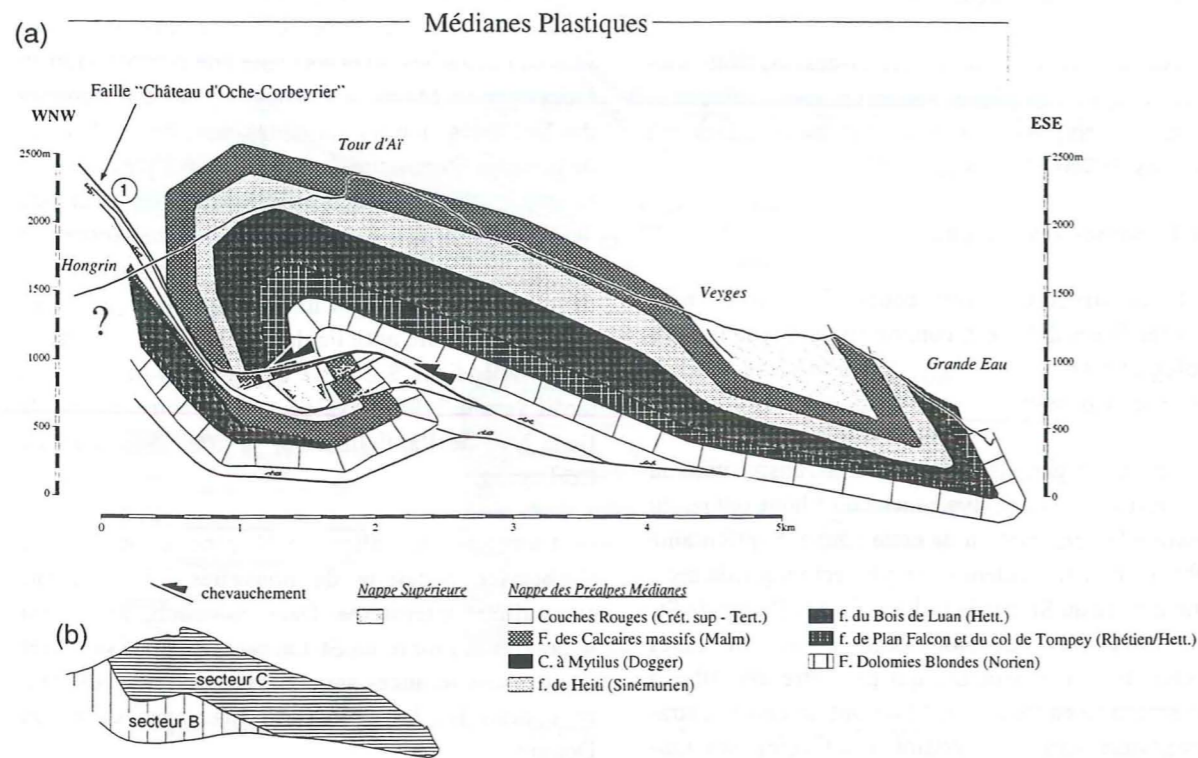 Médianes Plastiques
(a)
Faille "Château d'Oche-Corbeyrier"
WNW
ESE
2500m
2000
1500
1000
500
0
1
Tour d'Aï
Hongrin
?
Veyges
Grande Eau
2500m
2000
1500
1000
500
0
0 1 2 3 4 5km
chevauchement
Nappe Supérieure
Nappe des Préalpes Médianes
Couches Rouges (Crét. sup - Tert.)
F. des Calcaires massifs (Malm)
C. à Mytilus (Dogger)
f. de Heiti (Sinémurien)
f. du Bois de Luan (Hett.)
f. de Plan Falcon et du col de Tompey (Rhétien/Hett.)
F. Dolomies Blondes (Norien)
(b)
secteur C
secteur B